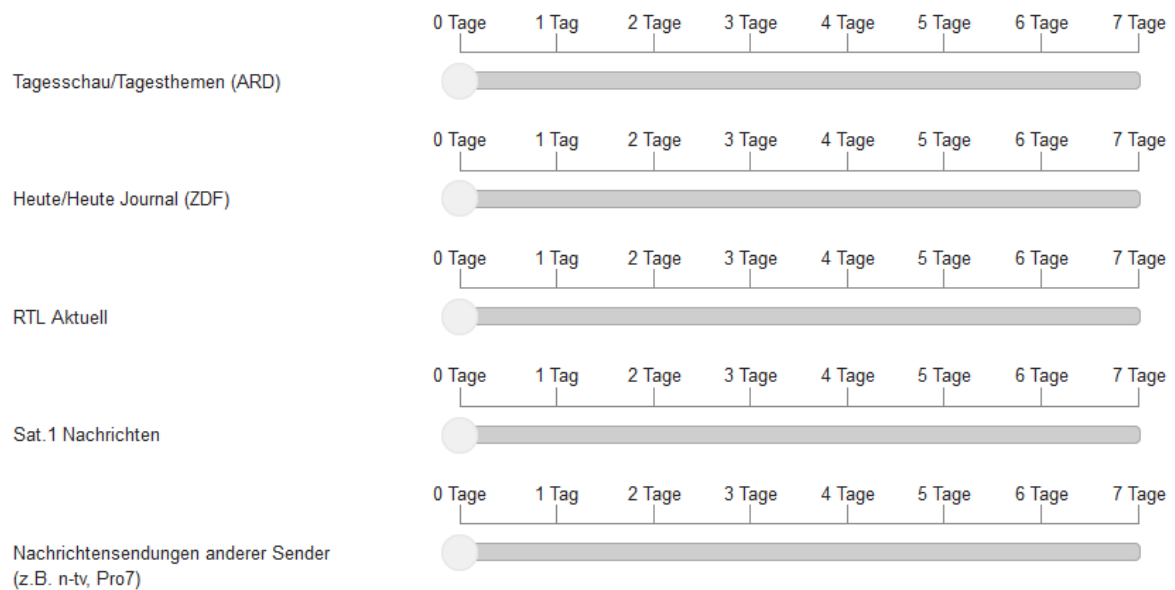 0 Tage 1 Tag 2 Tage 3 Tage 4 Tage 5 Tage 6 Tage 7 Tage
Tagesschau/Tagesthemen (ARD)
0 Tage 1 Tag 2 Tage 3 Tage 4 Tage 5 Tage 6 Tage 7 Tage
Heute/Heute Journal (ZDF)
0 Tage 1 Tag 2 Tage 3 Tage 4 Tage 5 Tage 6 Tage 7 Tage
RTL Aktuell
0 Tage 1 Tag 2 Tage 3 Tage 4 Tage 5 Tage 6 Tage 7 Tage
Sat.1 Nachrichten
0 Tage 1 Tag 2 Tage 3 Tage 4 Tage 5 Tage 6 Tage 7 Tage
Nachrichtensendungen anderer Sender
(z.B. n-tv, Pro7)